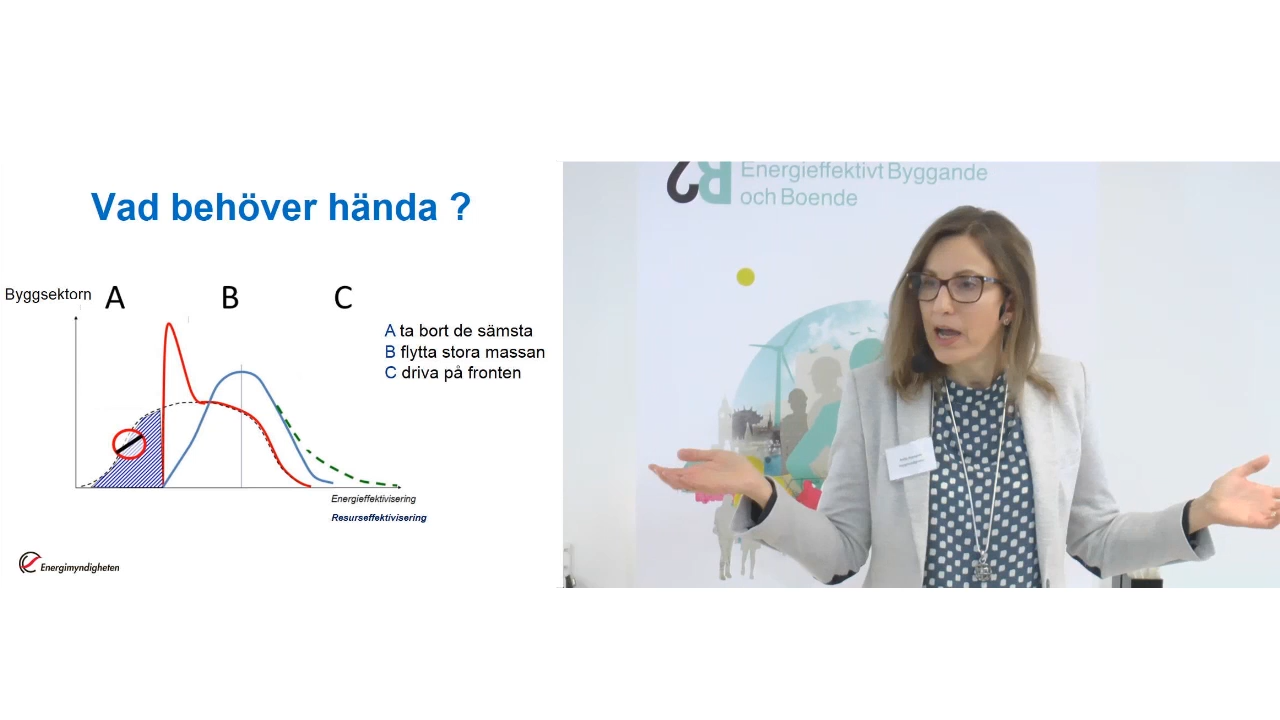 Vad behöver hända ?
Byggsektorn
A
B
C
A ta bort de sämsta
B flytta stora massan
C driva på fronten
Energieffektivisering
Resurseffektivisering
Energimyndigheten
Energieffektivt Byggande
och Boende